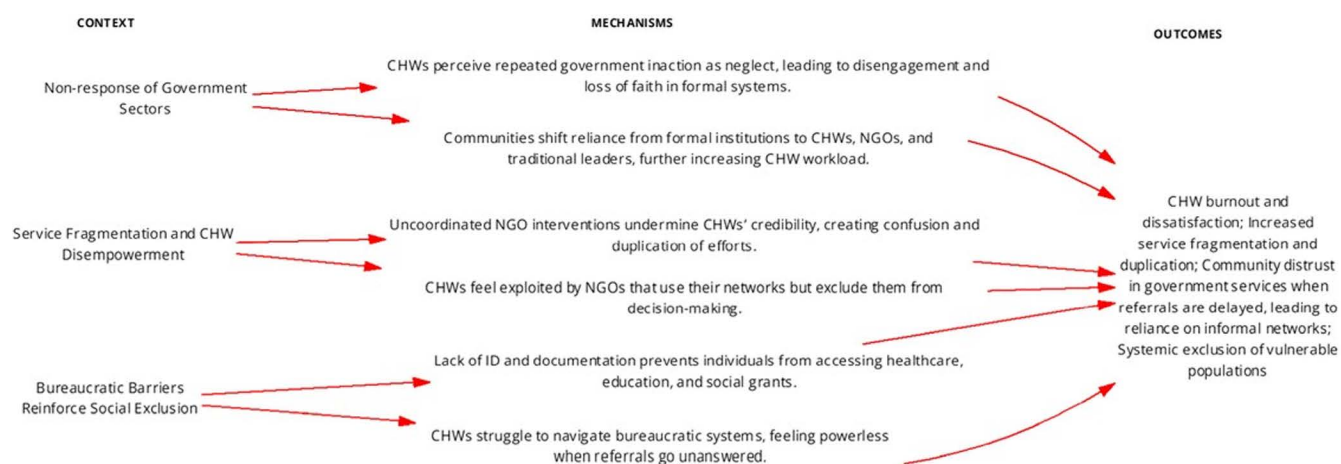 CONTEXT
MECHANISMS
OUTCOMES
Non-response of Government
Sectors
CHWs perceive repeated government inaction as neglect, leading to disengagement and
loss of faith in formal systems.
Communities shift reliance from formal institutions to CHWs, NGOs, and
traditional leaders, further increasing CHW workload.
Service Fragmentation and CHW
Disempowerment
Uncoordinated NGO interventions undermine CHWs’ credibility, creating confusion and
duplication of efforts.
CHWs feel exploited by NGOs that use their networks but exclude them from
decision-making.
Bureaucratic Barriers
Reinforce Social Exclusion
Lack of ID and documentation prevents individuals from accessing healthcare,
education, and social grants.
CHWs struggle to navigate bureaucratic systems, feeling powerless
when referrals go unanswered.
CHW burnout and
dissatisfaction; Increased
service fragmentation and
duplication; Community distrust
in government services when
referrals are delayed, leading to
reliance on informal networks;
Systemic exclusion of vulnerable
populations